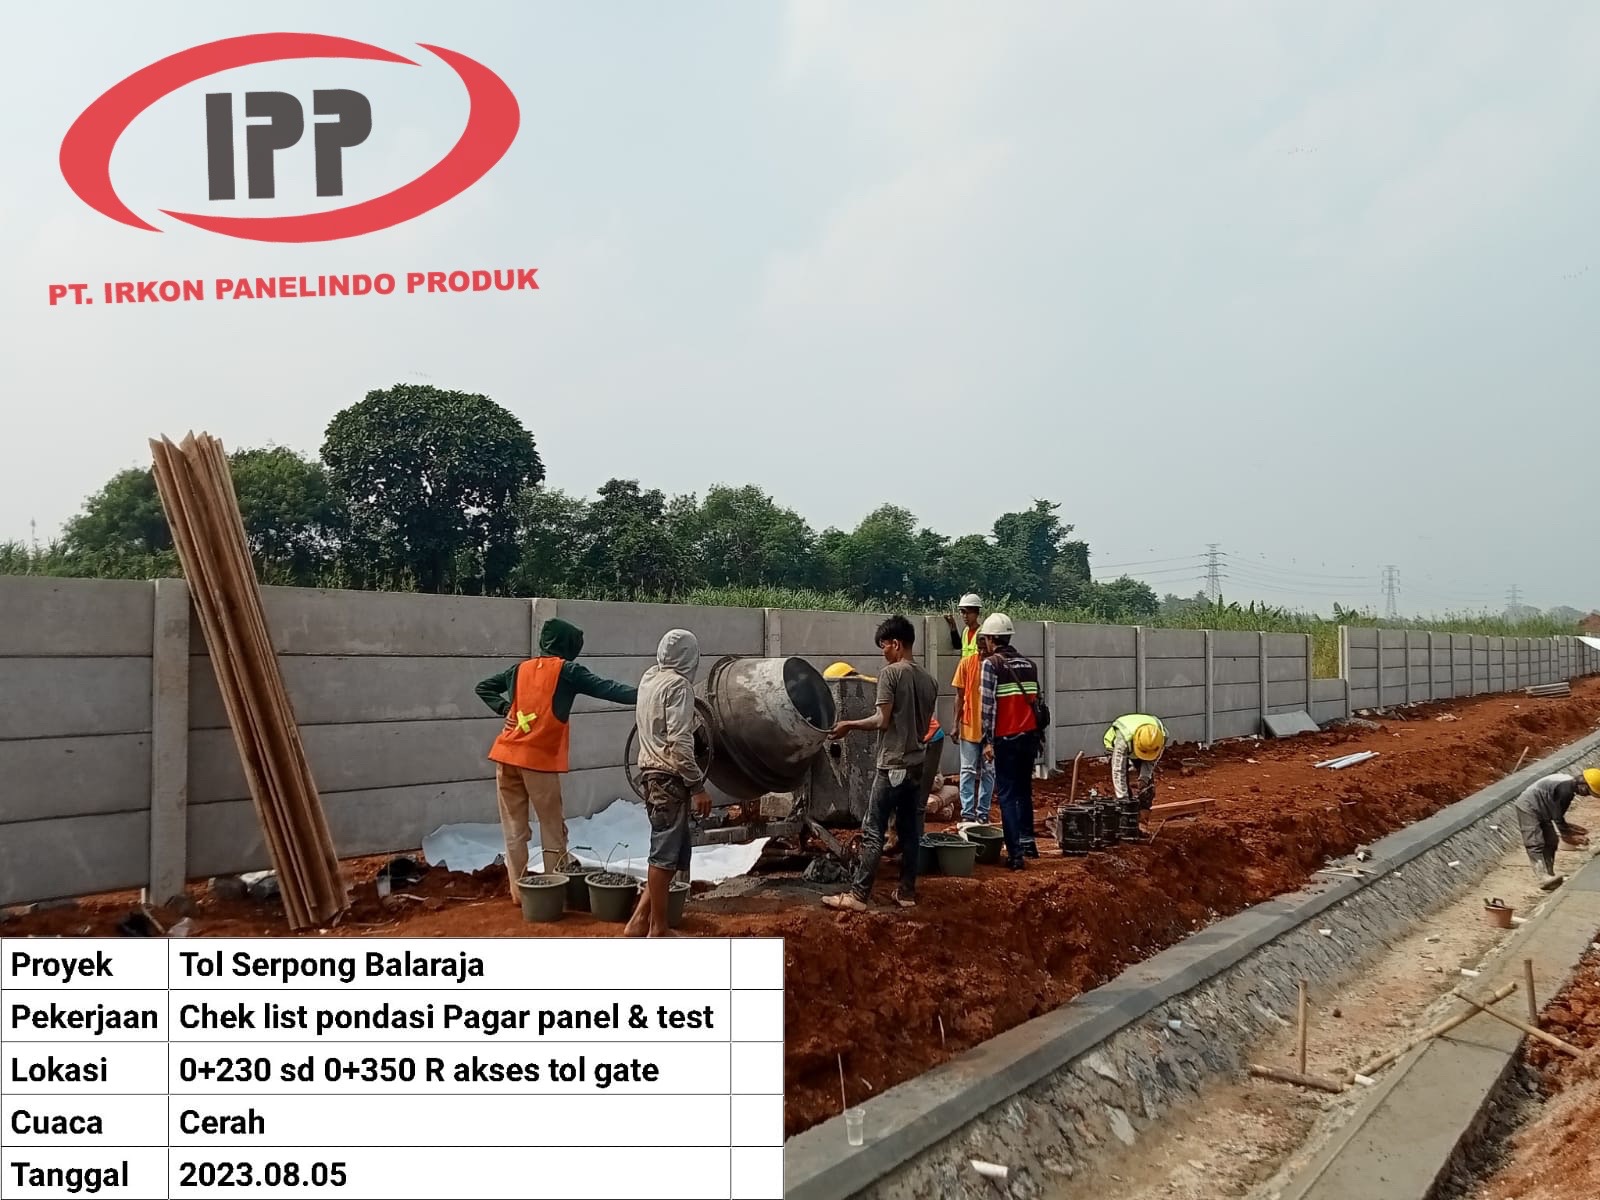 IPP
PT. IRKON PANELINDO PRODUK
Proyek Tol Serpong Balaraja
Pekerjaan Chek list pondasi Pagar panel & test
Lokasi 0+230 sd 0+350 R akses tol gate
Cuaca Cerah
Tanggal 2023.08.05